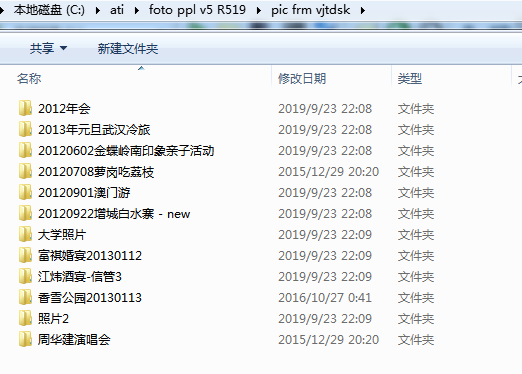 本地磁盘 (C:) ▸ ati ▸ foto ppl v5 R519 ▸ pic frm vjtdsk ▸
共享 新建文件夹
名称 修改日期 类型
2012年会 2019/9/23 22:08 文件夹
2013年元旦武汉冷旅 2019/9/23 22:08 文件夹
20120602金蝶岭南印象亲子活动 2019/9/23 22:08 文件夹
20120708萝岗吃荔枝 2015/12/29 20:20 文件夹
20120901澳门游 2019/9/23 22:08 文件夹
20120922增城白水寨 - new 2019/9/23 22:08 文件夹
大学照片 2019/9/23 22:09 文件夹
富祺婚宴20130112 2019/9/23 22:09 文件夹
江炜酒宴-信管3 2019/9/23 22:09 文件夹
香雪公园20130113 2016/10/27 0:41 文件夹
照片2 2019/9/23 22:09 文件夹
周华建演唱会 2015/12/29 20:20 文件夹